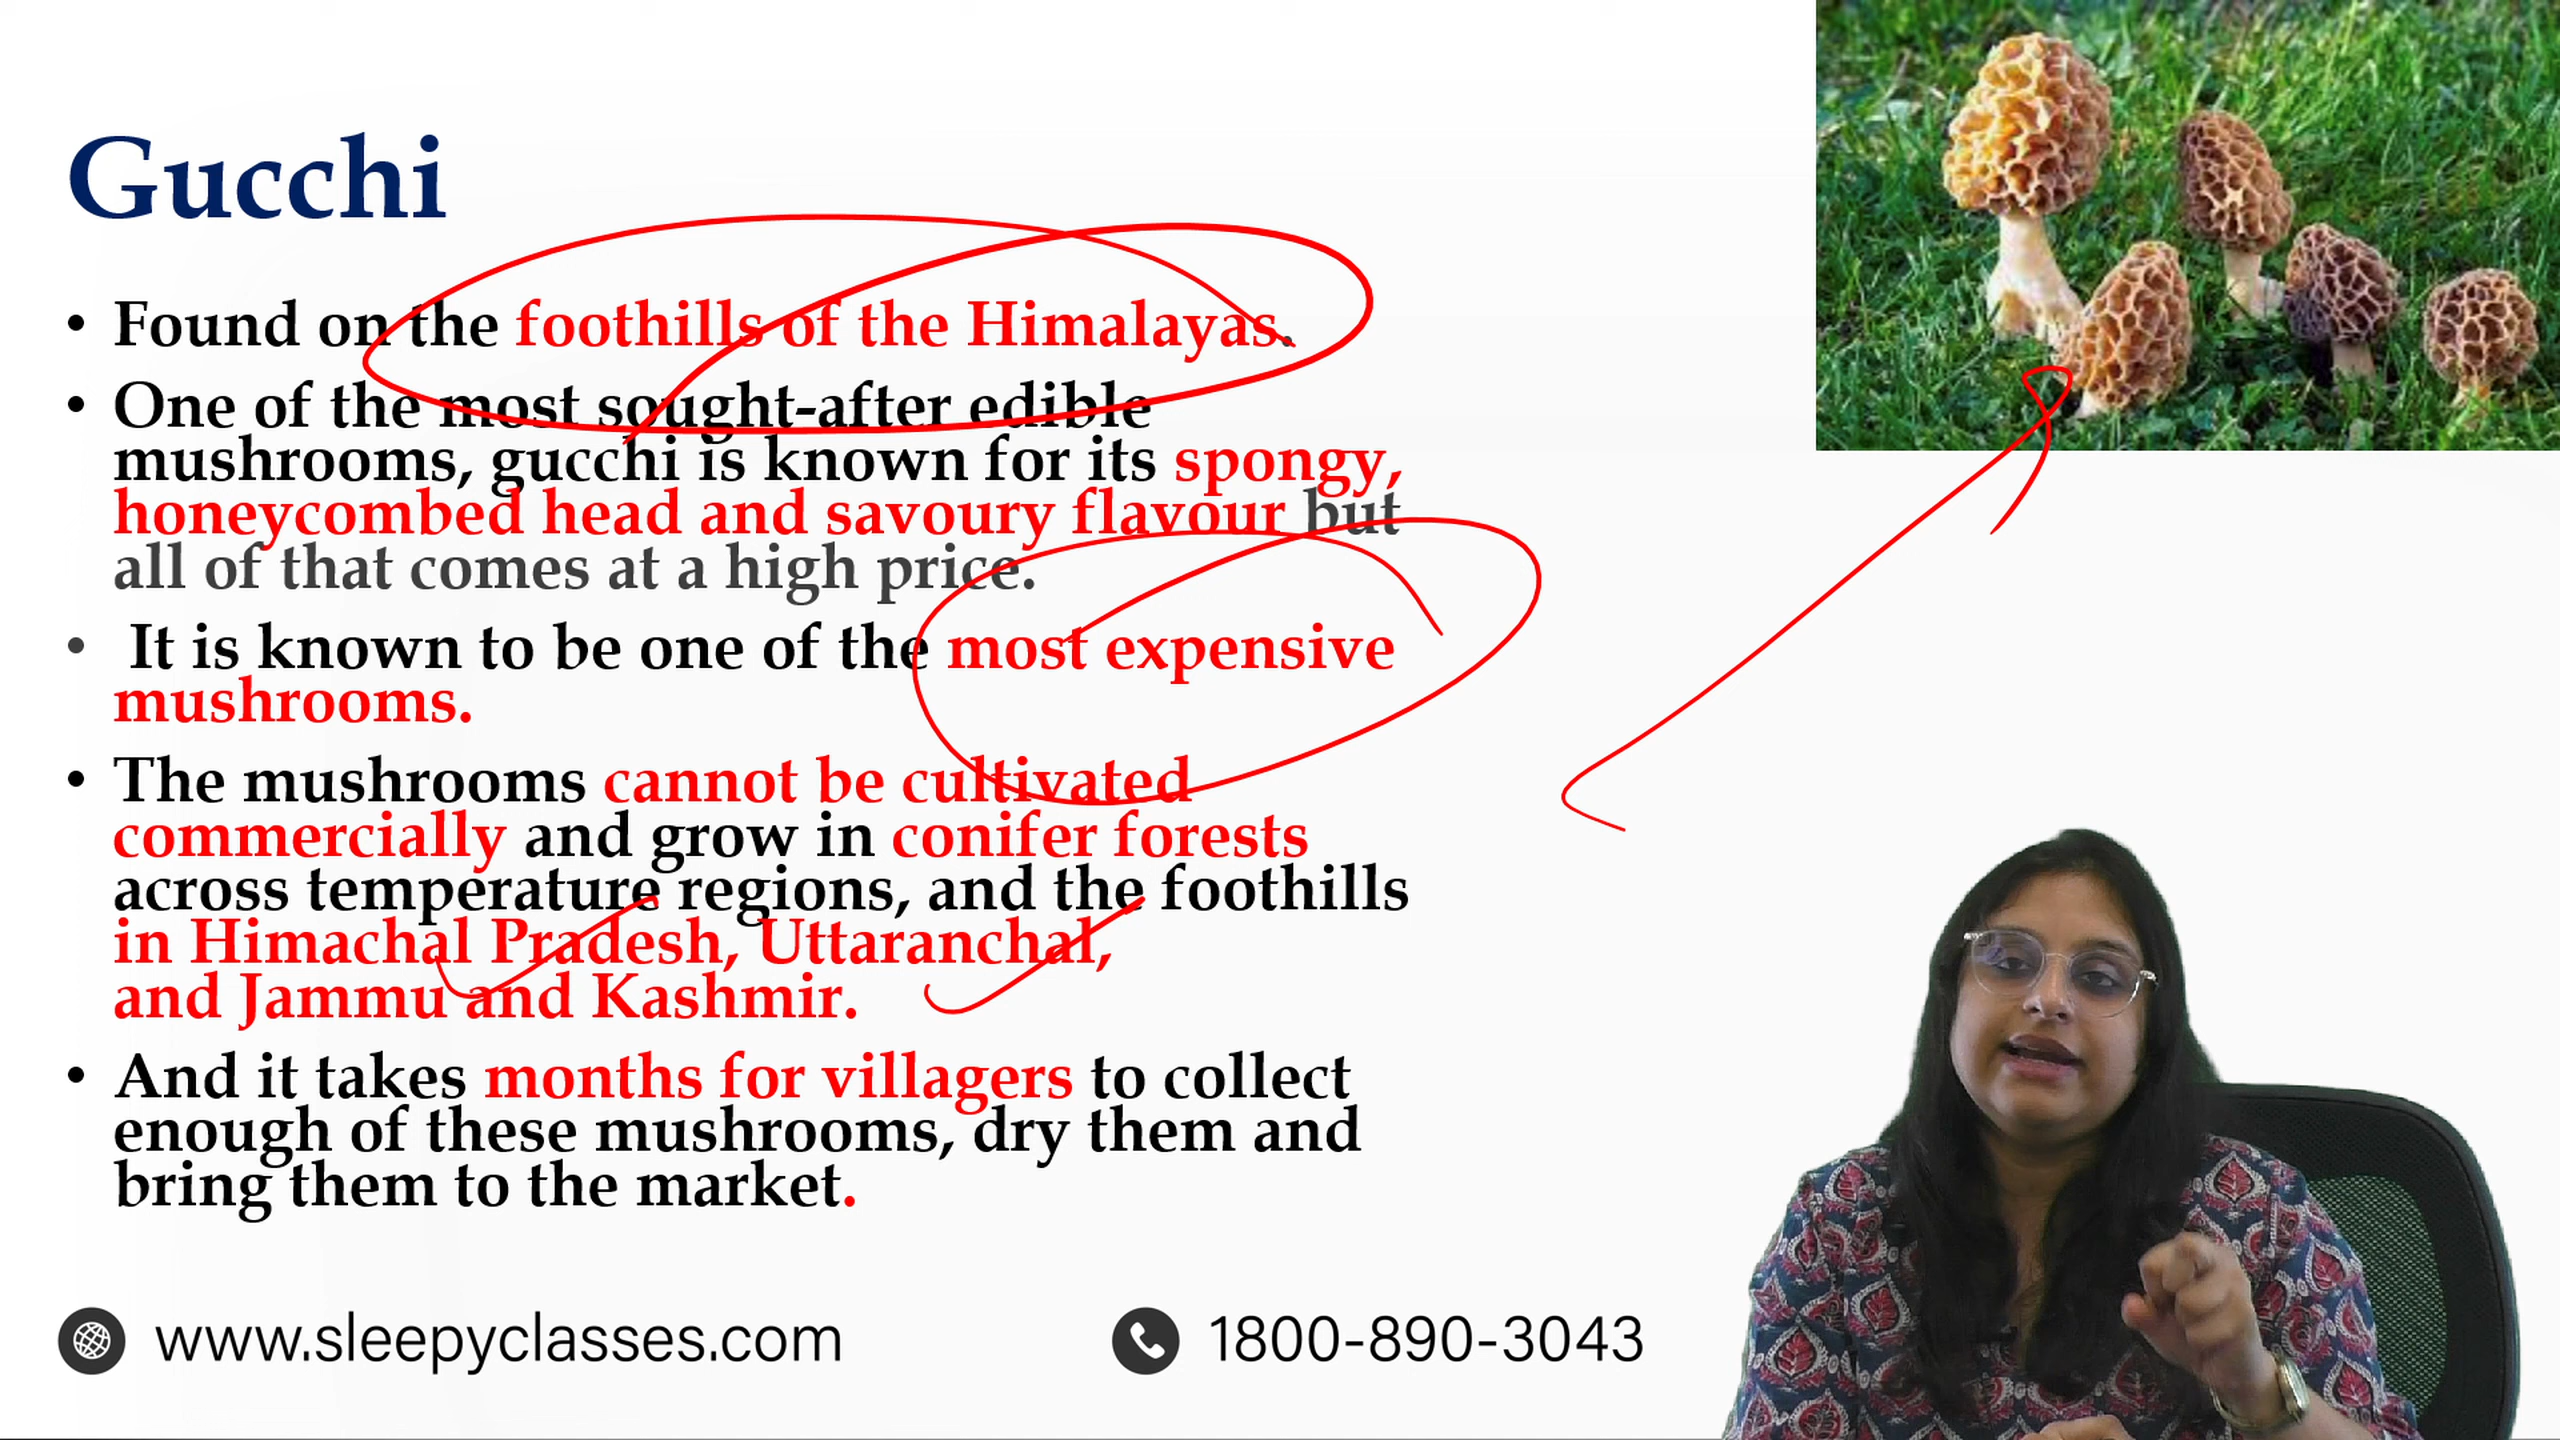 Gucchi
• Found on the foothills of the Himalayas.
• One of the most sought-after edible
mushrooms, gucchi is known for its spongy,
honeycombed head and savoury flavour but
all of that comes at a high price.
• It is known to be one of the most expensive
mushrooms.
• The mushrooms cannot be cultivated
commercially and grow in conifer forests
across temperature regions, and the foothills
in Himachal Pradesh, Uttaranchal,
and Jammu and Kashmir.
• And it takes months for villagers to collect
enough of these mushrooms, dry them and
bring them to the market.
www.sleepyclasses.com
1800-890-3043